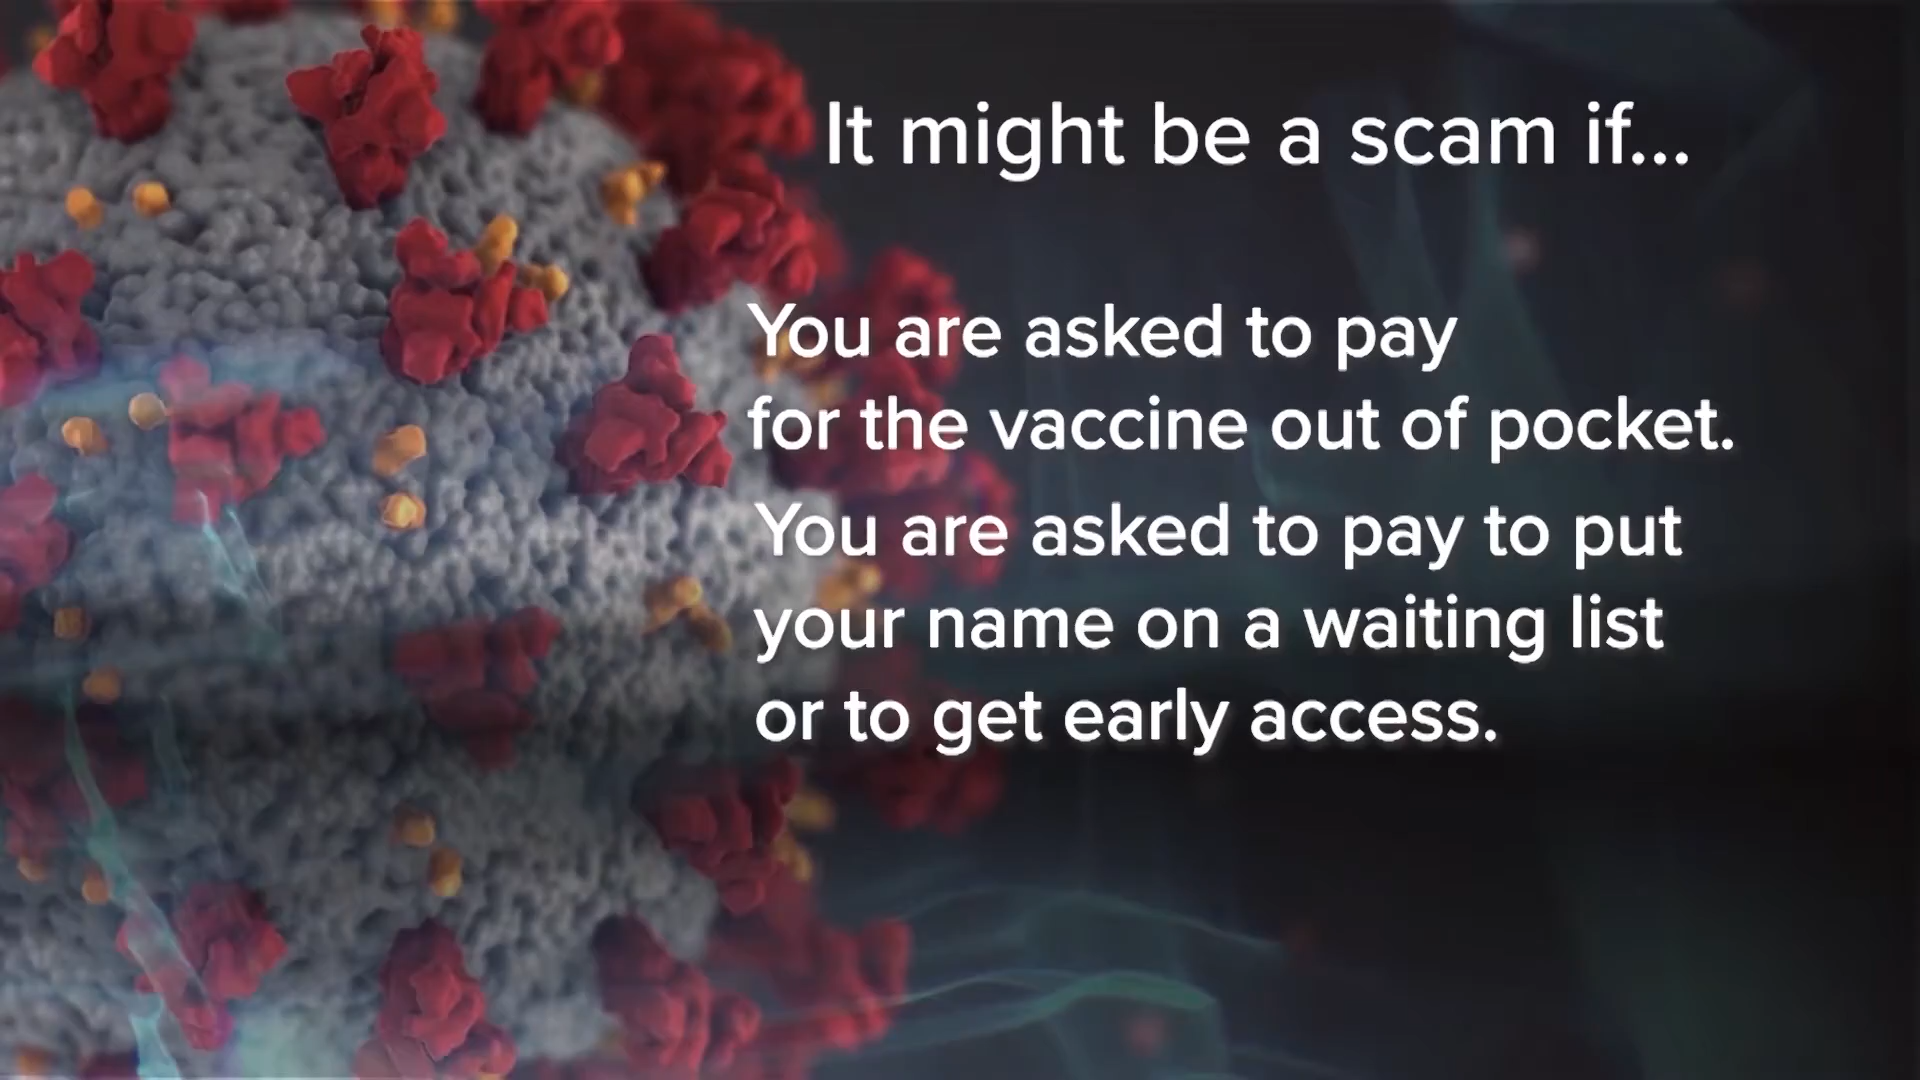 It might be a scam if...
You are asked to pay
for the vaccine out of pocket.
You are asked to pay to put
your name on a waiting list
or to get early access.